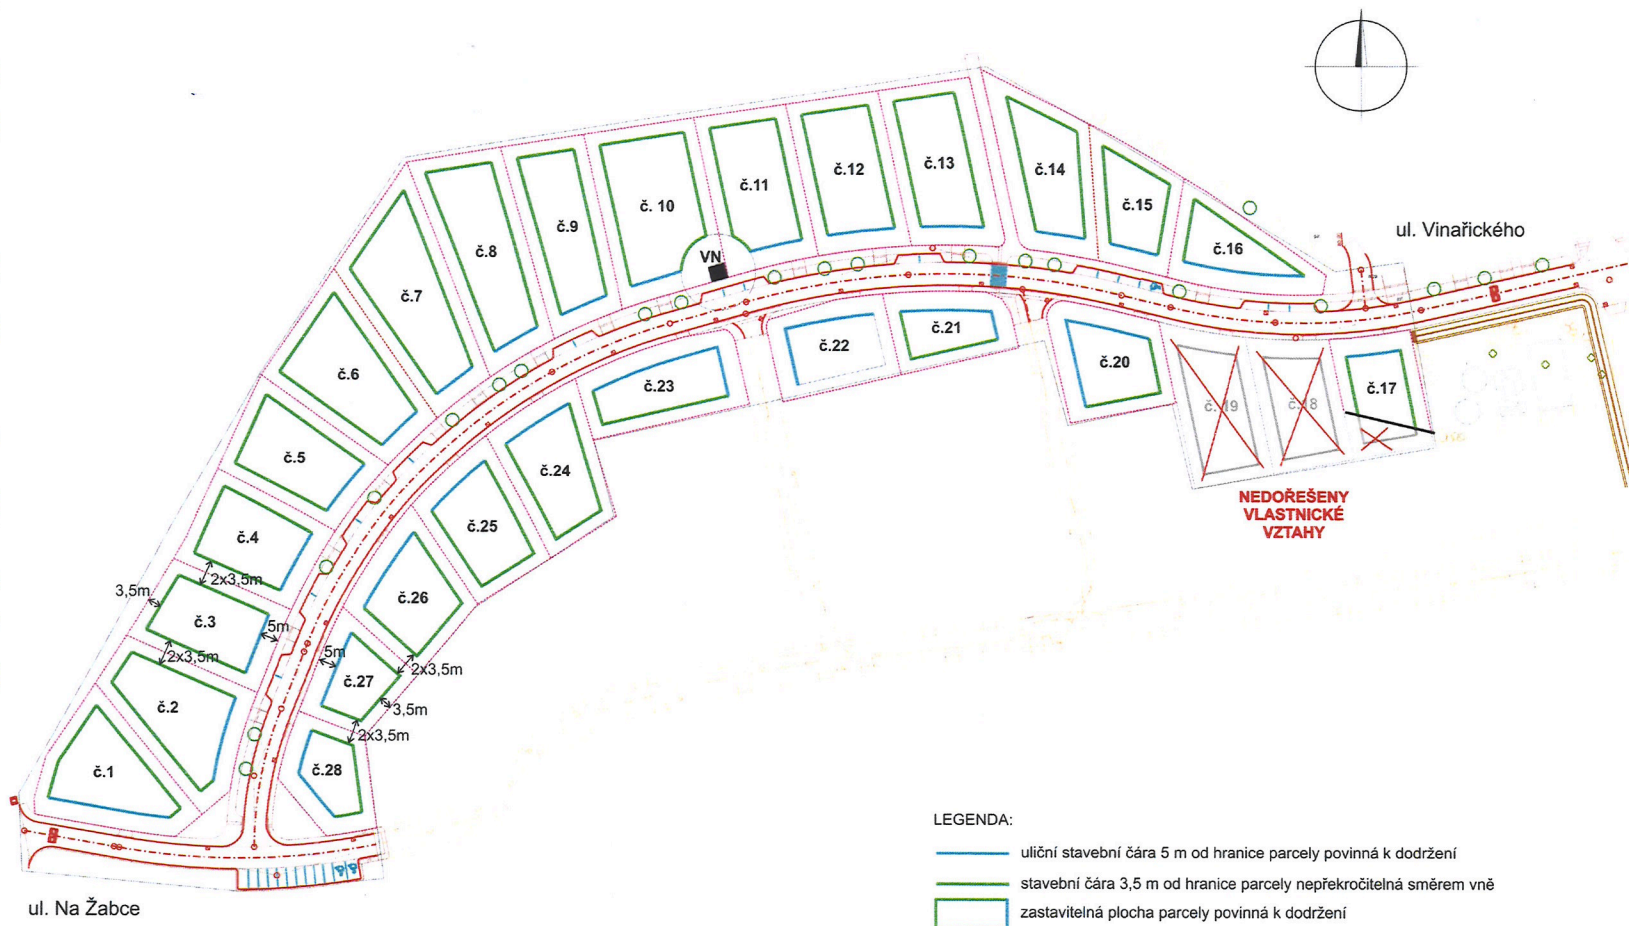 ul. Vinařického
č.1
č.2
č.3
č.4
č.5
č.6
č.7
č.8
č.9
č. 10
č.11
č.12
č.13
č.14
č.15
č.16
č.17
č.18
č.19
č.20
č.21
č.22
č.23
č.24
č.25
č.26
č.27
č.28
VN
3,5m
2x3,5m
5m
2x3,5m
5m
2x3,5m
3,5m
2x3,5m
NEDOŘEŠENY
VLASTNICKÉ
VZTAHY
ul. Na Žabce
LEGENDA:
uliční stavební čára 5 m od hranice parcely povinná k dodržení
stavební čára 3,5 m od hranice parcely nepřekročitelná směrem vně
zastavitelná plocha parcely povinná k dodržení